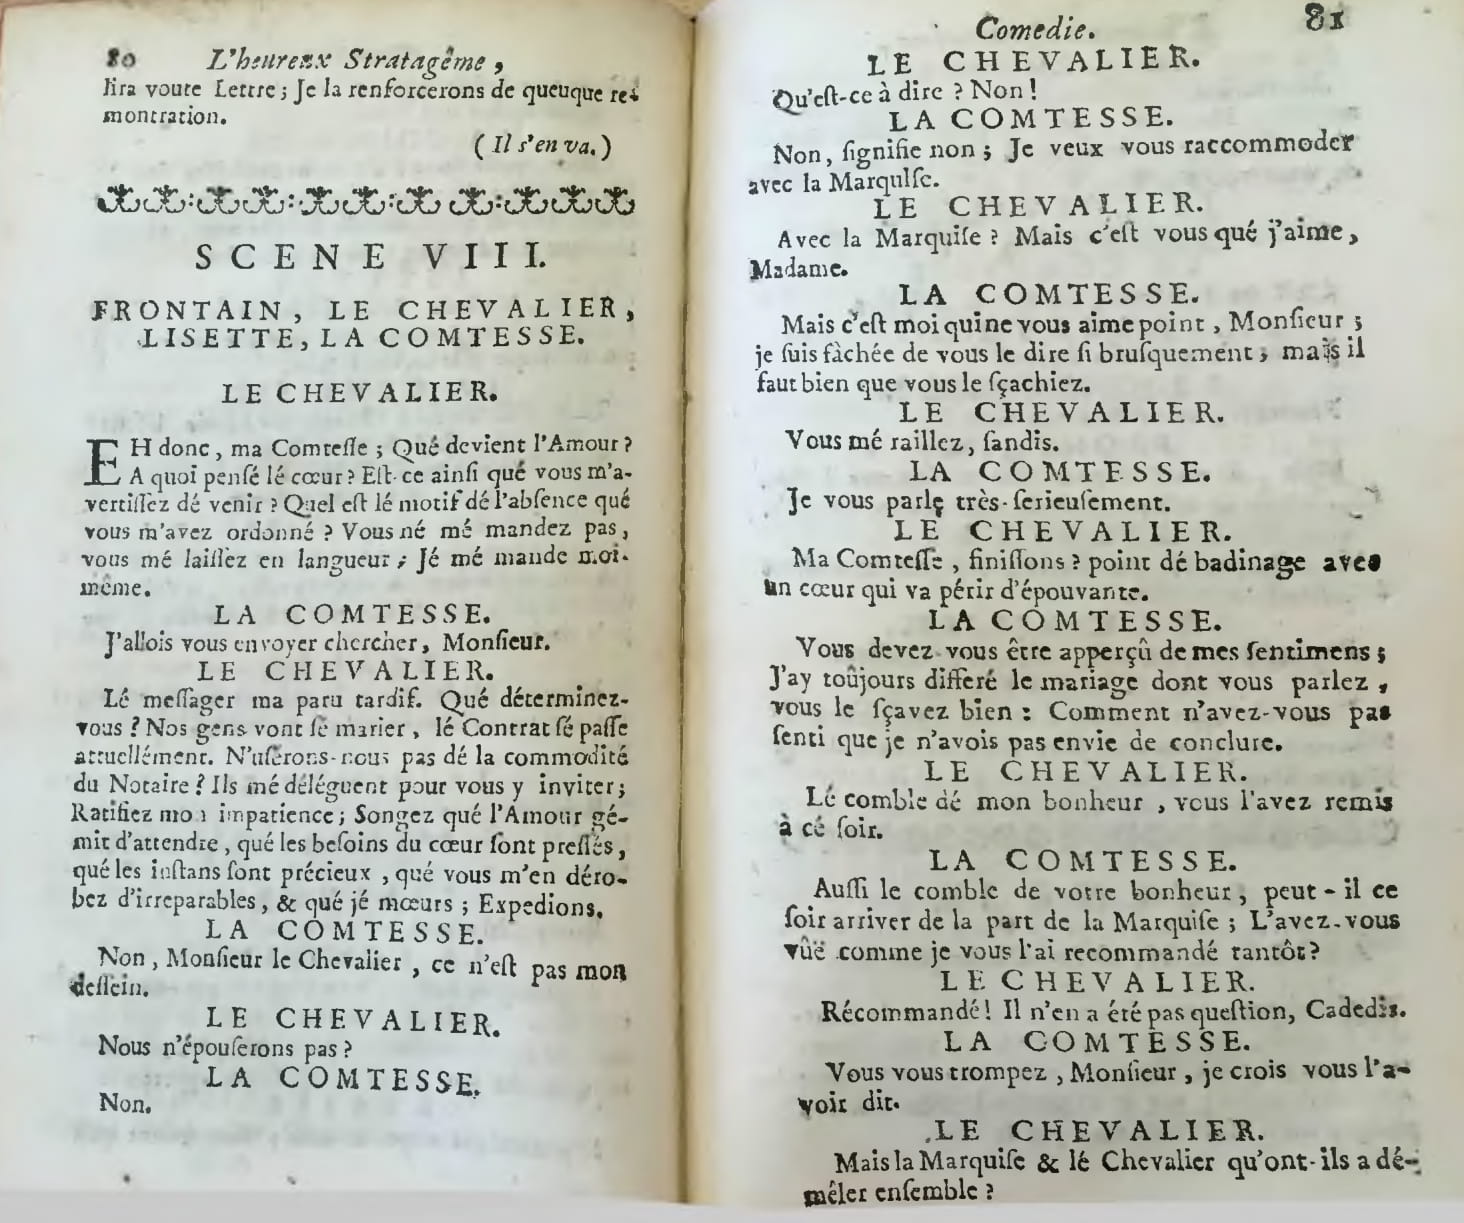 80 L'heureux Stratagême,
lira voute Lettre ; Je la renforcerons de queuque re-
montration.
( Il s'en va. )
SCENE VIII.
FRONTAIN, LE CHEVALIER,
LISETTE, LA COMTESSE.
LE CHEVALIER.
EH donc, ma Comteſſe ; Qué devient l'Amour ?
A quoi penſé lé cœur ? Eſt-ce ainſi qué vous m'a-
vertiſſez dé venir ? Quel eſt lé motif dé l'abſence qué
vous m'avez ordonné ? Vous né mé mandez pas,
vous mé laiſſez en langueur ; Jé mé mande moi-
même.
LA COMTESSE.
J'allois vous envoyer chercher, Monſieur.
LE CHEVALIER.
Lé meſſager ma paru tardif. Qué déterminez-
vous ? Nos gens vont ſé marier, lé Contrat ſé paſſe
actuellément. N'uſerons-nous pas dé la commodité
du Notaire ? Ils mé déléguent pour vous y inviter ;
Ratifiez mon impatience ; Songez qué l'Amour gé-
mit d'attendre, qué les beſoins du cœur ſont preſſés,
qué les inſtans ſont précieux, qué vous m'en déro-
bez d'irreparables, & qué jé mœurs ; Expedions.
LA COMTESSE.
Non, Monſieur le Chevalier, ce n'eſt pas mon
deſſein.
LE CHEVALIER.
Nous n'épouſerons pas ?
LA COMTESSE.
Non.
Comedie. 81
LE CHEVALIER.
Qu'eſt-ce à dire ? Non !
LA COMTESSE.
Non, ſignifie non ; Je veux vous raccommoder
avec la Marquiſe.
LE CHEVALIER.
Avec la Marquiſe ? Mais c'eſt vous qué j'aime,
Madame.
LA COMTESSE.
Mais c'eſt moi qui ne vous aime point, Monſieur ;
je ſuis fàchée de vous le dire ſi bruſquement, mais il
faut bien que vous le ſçachiez.
LE CHEVALIER.
Vous mé raillez, ſandis.
LA COMTESSE.
Je vous parle très-ſerieuſement.
LE CHEVALIER.
Ma Comteſſe, finiſſons ? point dé badinage avec
un cœur qui va périr d'épouvante.
LA COMTESSE.
Vous devez vous être apperçû de mes ſentimens ;
J'ay toûjours differé le mariage dont vous parlez,
vous le ſçavez bien : Comment n'avez-vous pas
ſenti que je n'avois pas envie de conclure.
LE CHEVALIER.
Lé comble dé mon bonheur, vous l'avez remis
à cé ſoir.
LA COMTESSE.
Auſſi le comble de votre bonheur, peut-il ce
ſoir arriver de la part de la Marquiſe ; L'avez-vous
vûë comme je vous l'ai recommandé tantôt ?
LE CHEVALIER.
Récommandé ! Il n'en a été pas queſtion, Cadedis.
LA COMTESSE.
Vous vous trompez, Monſieur, je crois vous l'a-
voir dit.
LE CHEVALIER.
Mais la Marquiſe & lé Chevalier qu'ont-ils a dé-
mêler enſemble ?